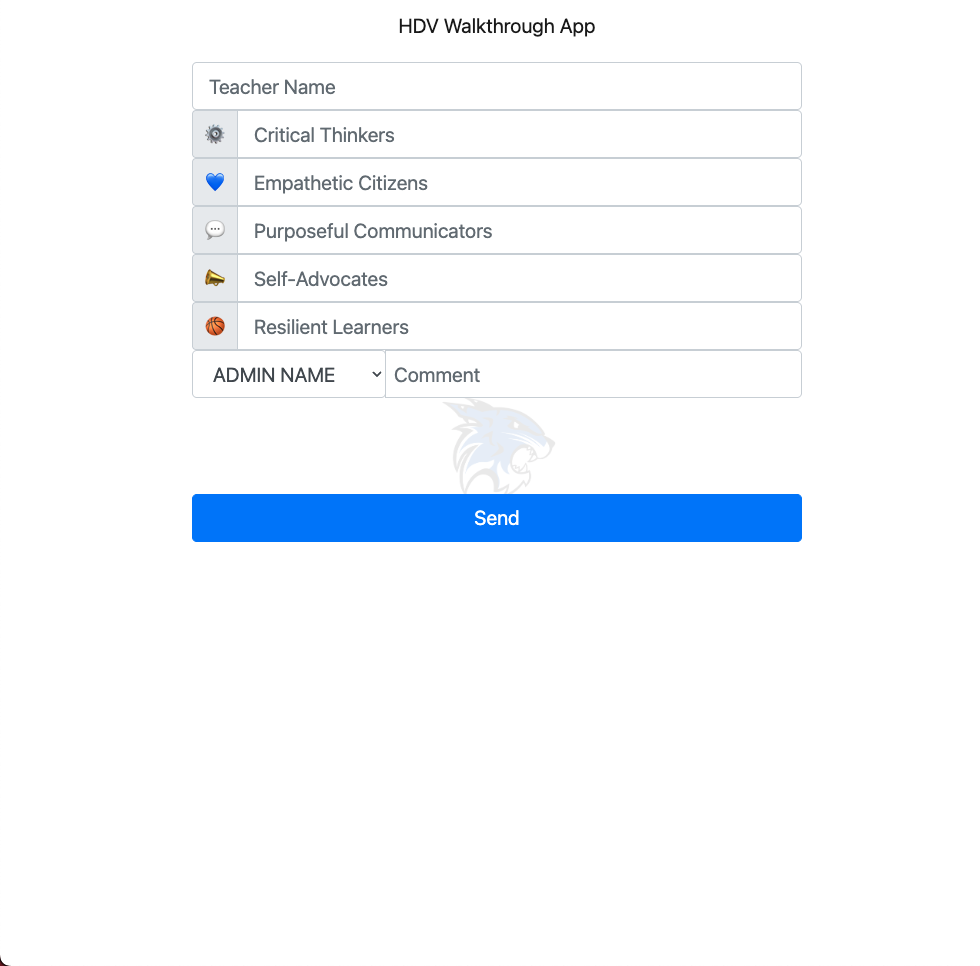 HDV Walkthrough App
Teacher Name
Critical Thinkers
Empathetic Citizens
Purposeful Communicators
Self-Advocates
Resilient Learners
ADMIN NAME Comment
Send